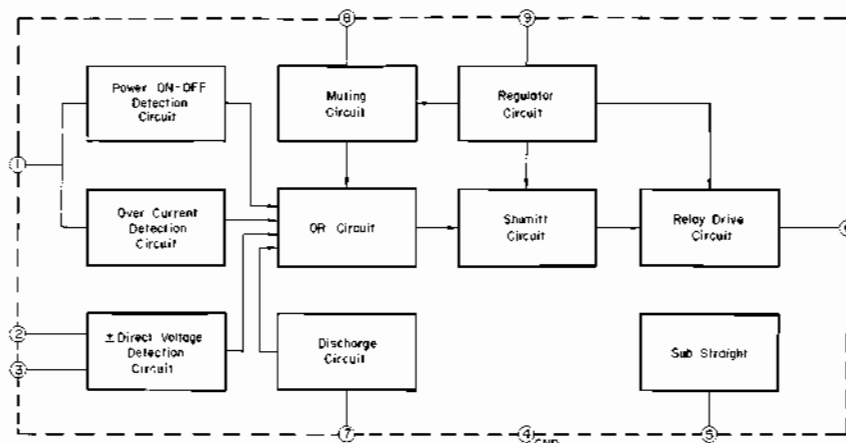 8 9
Power ON-OFF
Detection
Circuit
Muting
Circuit
Regulator
Circuit
1
Over Current
Detection
Circuit
OR Circuit
Shumitt
Circuit
Relay Drive
Circuit
2
3
± Direct Voltage
Detection
Circuit
Discharge
Circuit
Sub Straight
7 4 5
GND